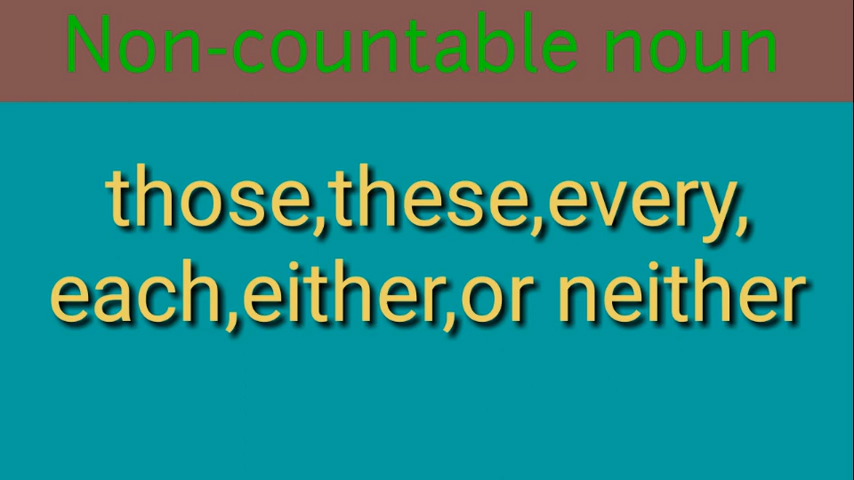 Non-countable noun
those,these,every,
each,either,or neither